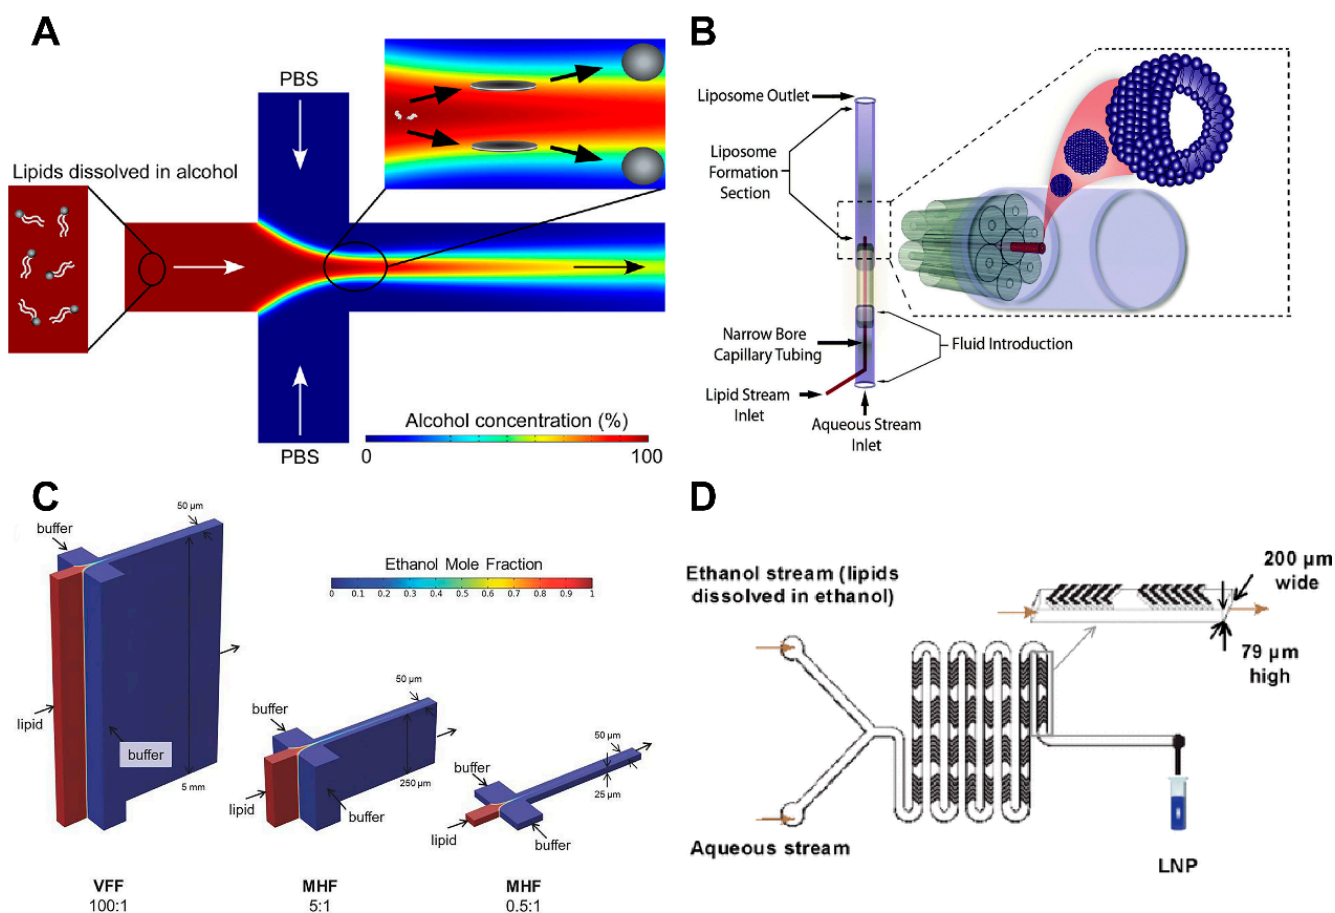 A
PBS
Lipids dissolved in alcohol
Alcohol concentration (%)
0
100
PBS
B
Liposome Outlet
Liposome
Formation
Section
Narrow Bore
Capillary Tubing
Fluid Introduction
Lipid Stream
Inlet
Aqueous Stream
Inlet
C
50 µm
buffer
Ethanol Mole Fraction
0 0.1 0.2 0.3 0.4 0.5 0.6 0.7 0.8 0.9 1
lipid
buffer
5 mm
VFF
100:1
50 µm
buffer
250 µm
lipid
buffer
MHF
5:1
50 µm
buffer
25 µm
lipid
buffer
MHF
0.5:1
D
Ethanol stream (lipids
dissolved in ethanol)
200 µm
wide
79 µm
high
Aqueous stream
LNP